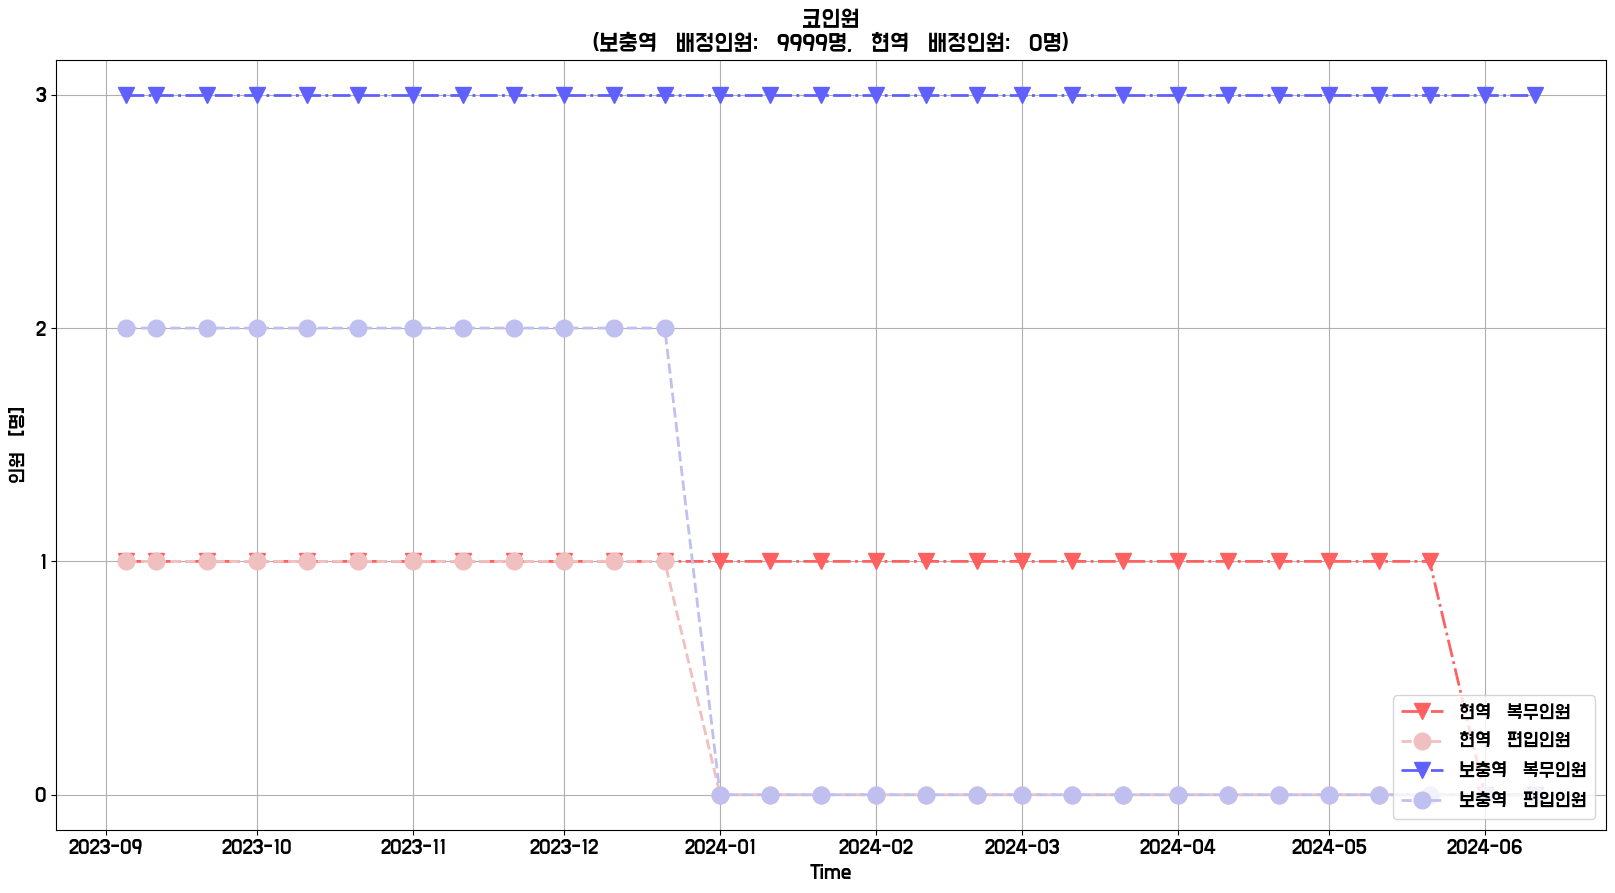 코인원
(보충역 배정인원: 9999명, 현역 배정인원: 0명)
3
2
1
0
인원 [명]
2023-09 2023-10 2023-11 2023-12 2024-01 2024-02 2024-03 2024-04 2024-05 2024-06
Time
현역 복무인원
현역 편입인원
보충역 복무인원
보충역 편입인원